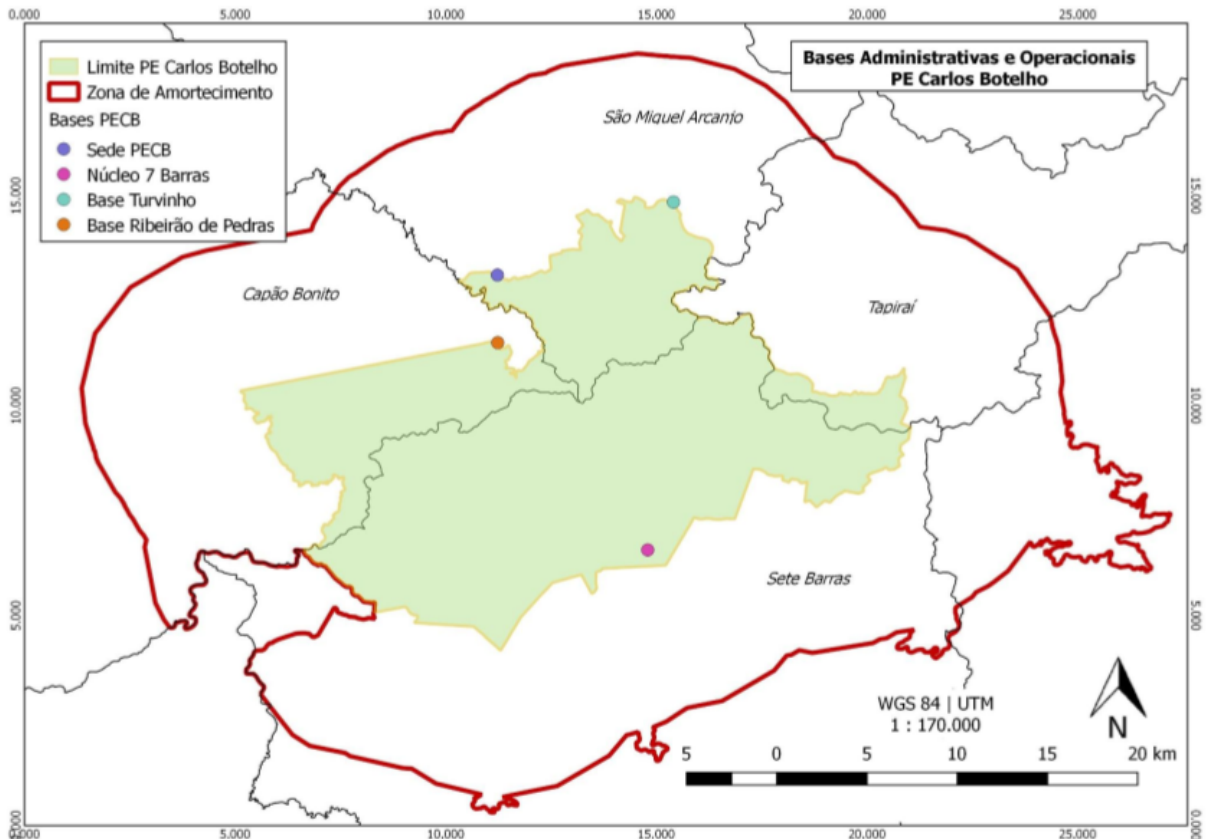 0.000 5.000 10.000 15.000 20.000 25.000
Limite PE Carlos Botelho
Zona de Amortecimento
Bases PECB
Sede PECB
Núcleo 7 Barras
Base Turvinho
Base Ribeirão de Pedras
Bases Administrativas e Operacionais
PE Carlos Botelho
São Miguel Arcanjo
15.000 15.000
Capão Bonito
Tapiraí
10.000 10.000
Sete Barras
5.000 5.000
WGS 84 | UTM
1 : 170.000
N
5 0 5 10 15 20 km
0.000 0.000
0.000 5.000 10.000 15.000 20.000 25.000